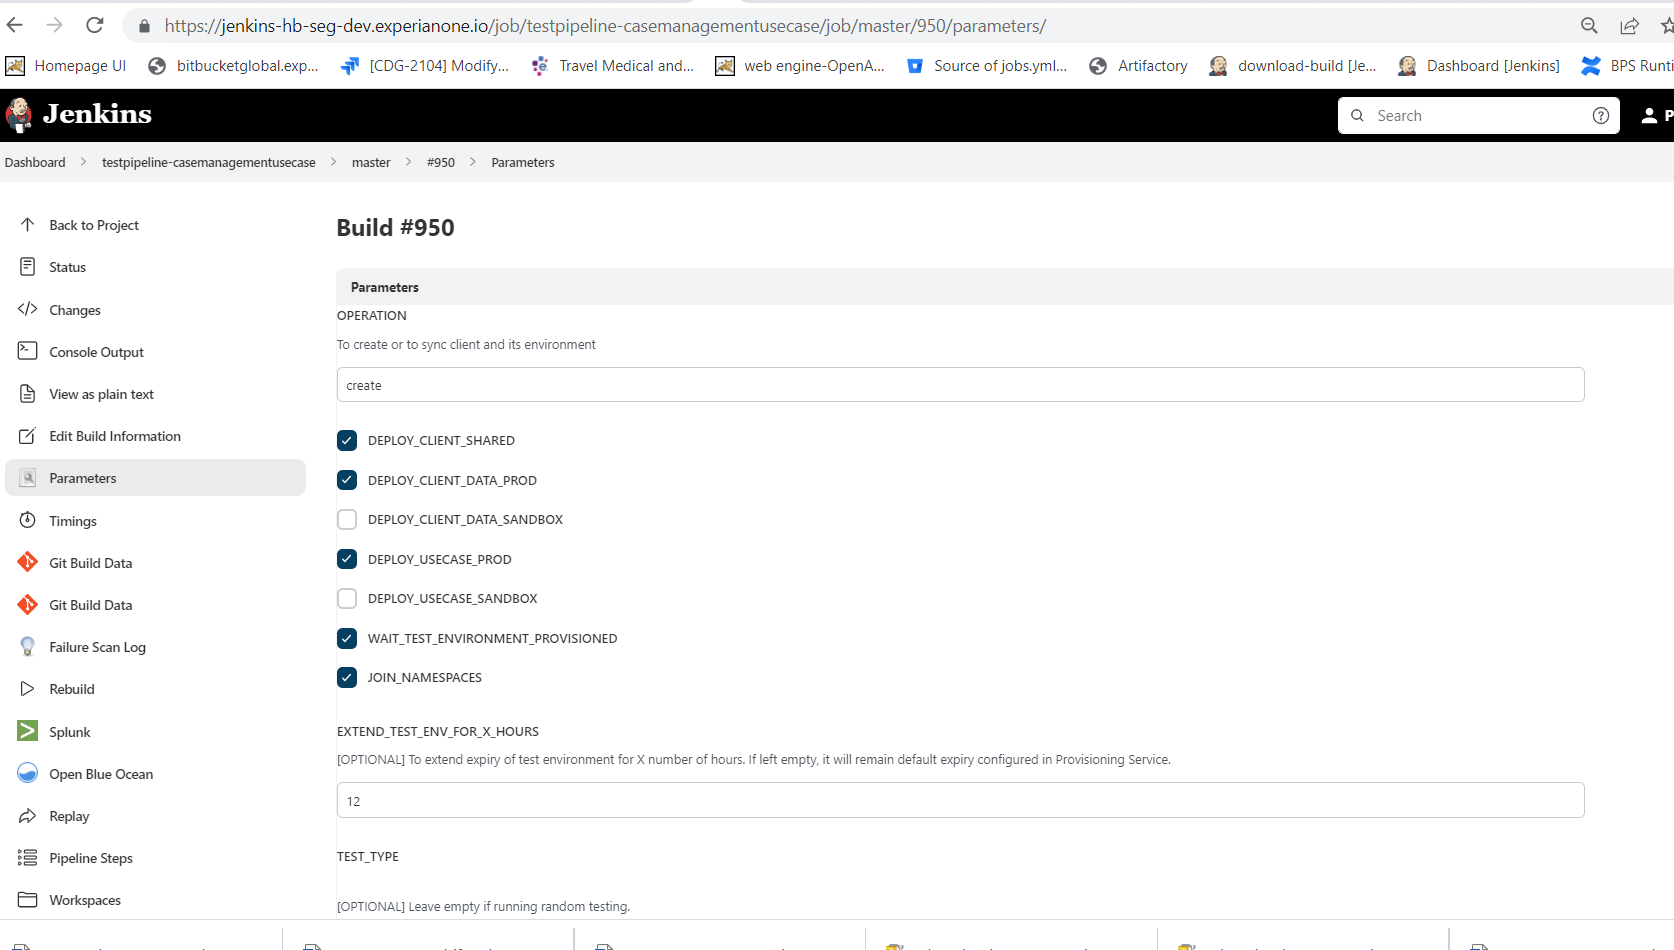 https://jenkins-hb-seg-dev.experianone.io/job/testpipeline-casemanagementusecase/job/master/950/parameters/
Homepage UI bitbucketglobal.exp... [CDG-2104] Modify... Travel Medical and... web engine-OpenA... Source of jobs.yml... Artifactory download-build [Je... Dashboard [Jenkins] BPS Runti
Jenkins
Search
P
Dashboard > testpipeline-casemanagementusecase > master > #950 > Parameters
Back to Project
Status
Changes
Console Output
View as plain text
Edit Build Information
Parameters
Timings
Git Build Data
Git Build Data
Failure Scan Log
Rebuild
Splunk
Open Blue Ocean
Replay
Pipeline Steps
Workspaces
Build #950
Parameters
OPERATION
To create or to sync client and its environment
create
DEPLOY_CLIENT_SHARED
DEPLOY_CLIENT_DATA_PROD
DEPLOY_CLIENT_DATA_SANDBOX
DEPLOY_USECASE_PROD
DEPLOY_USECASE_SANDBOX
WAIT_TEST_ENVIRONMENT_PROVISIONED
JOIN_NAMESPACES
EXTEND_TEST_ENV_FOR_X_HOURS
[OPTIONAL] To extend expiry of test environment for X number of hours. If left empty, it will remain default expiry configured in Provisioning Service.
12
TEST_TYPE
[OPTIONAL] Leave empty if running random testing.